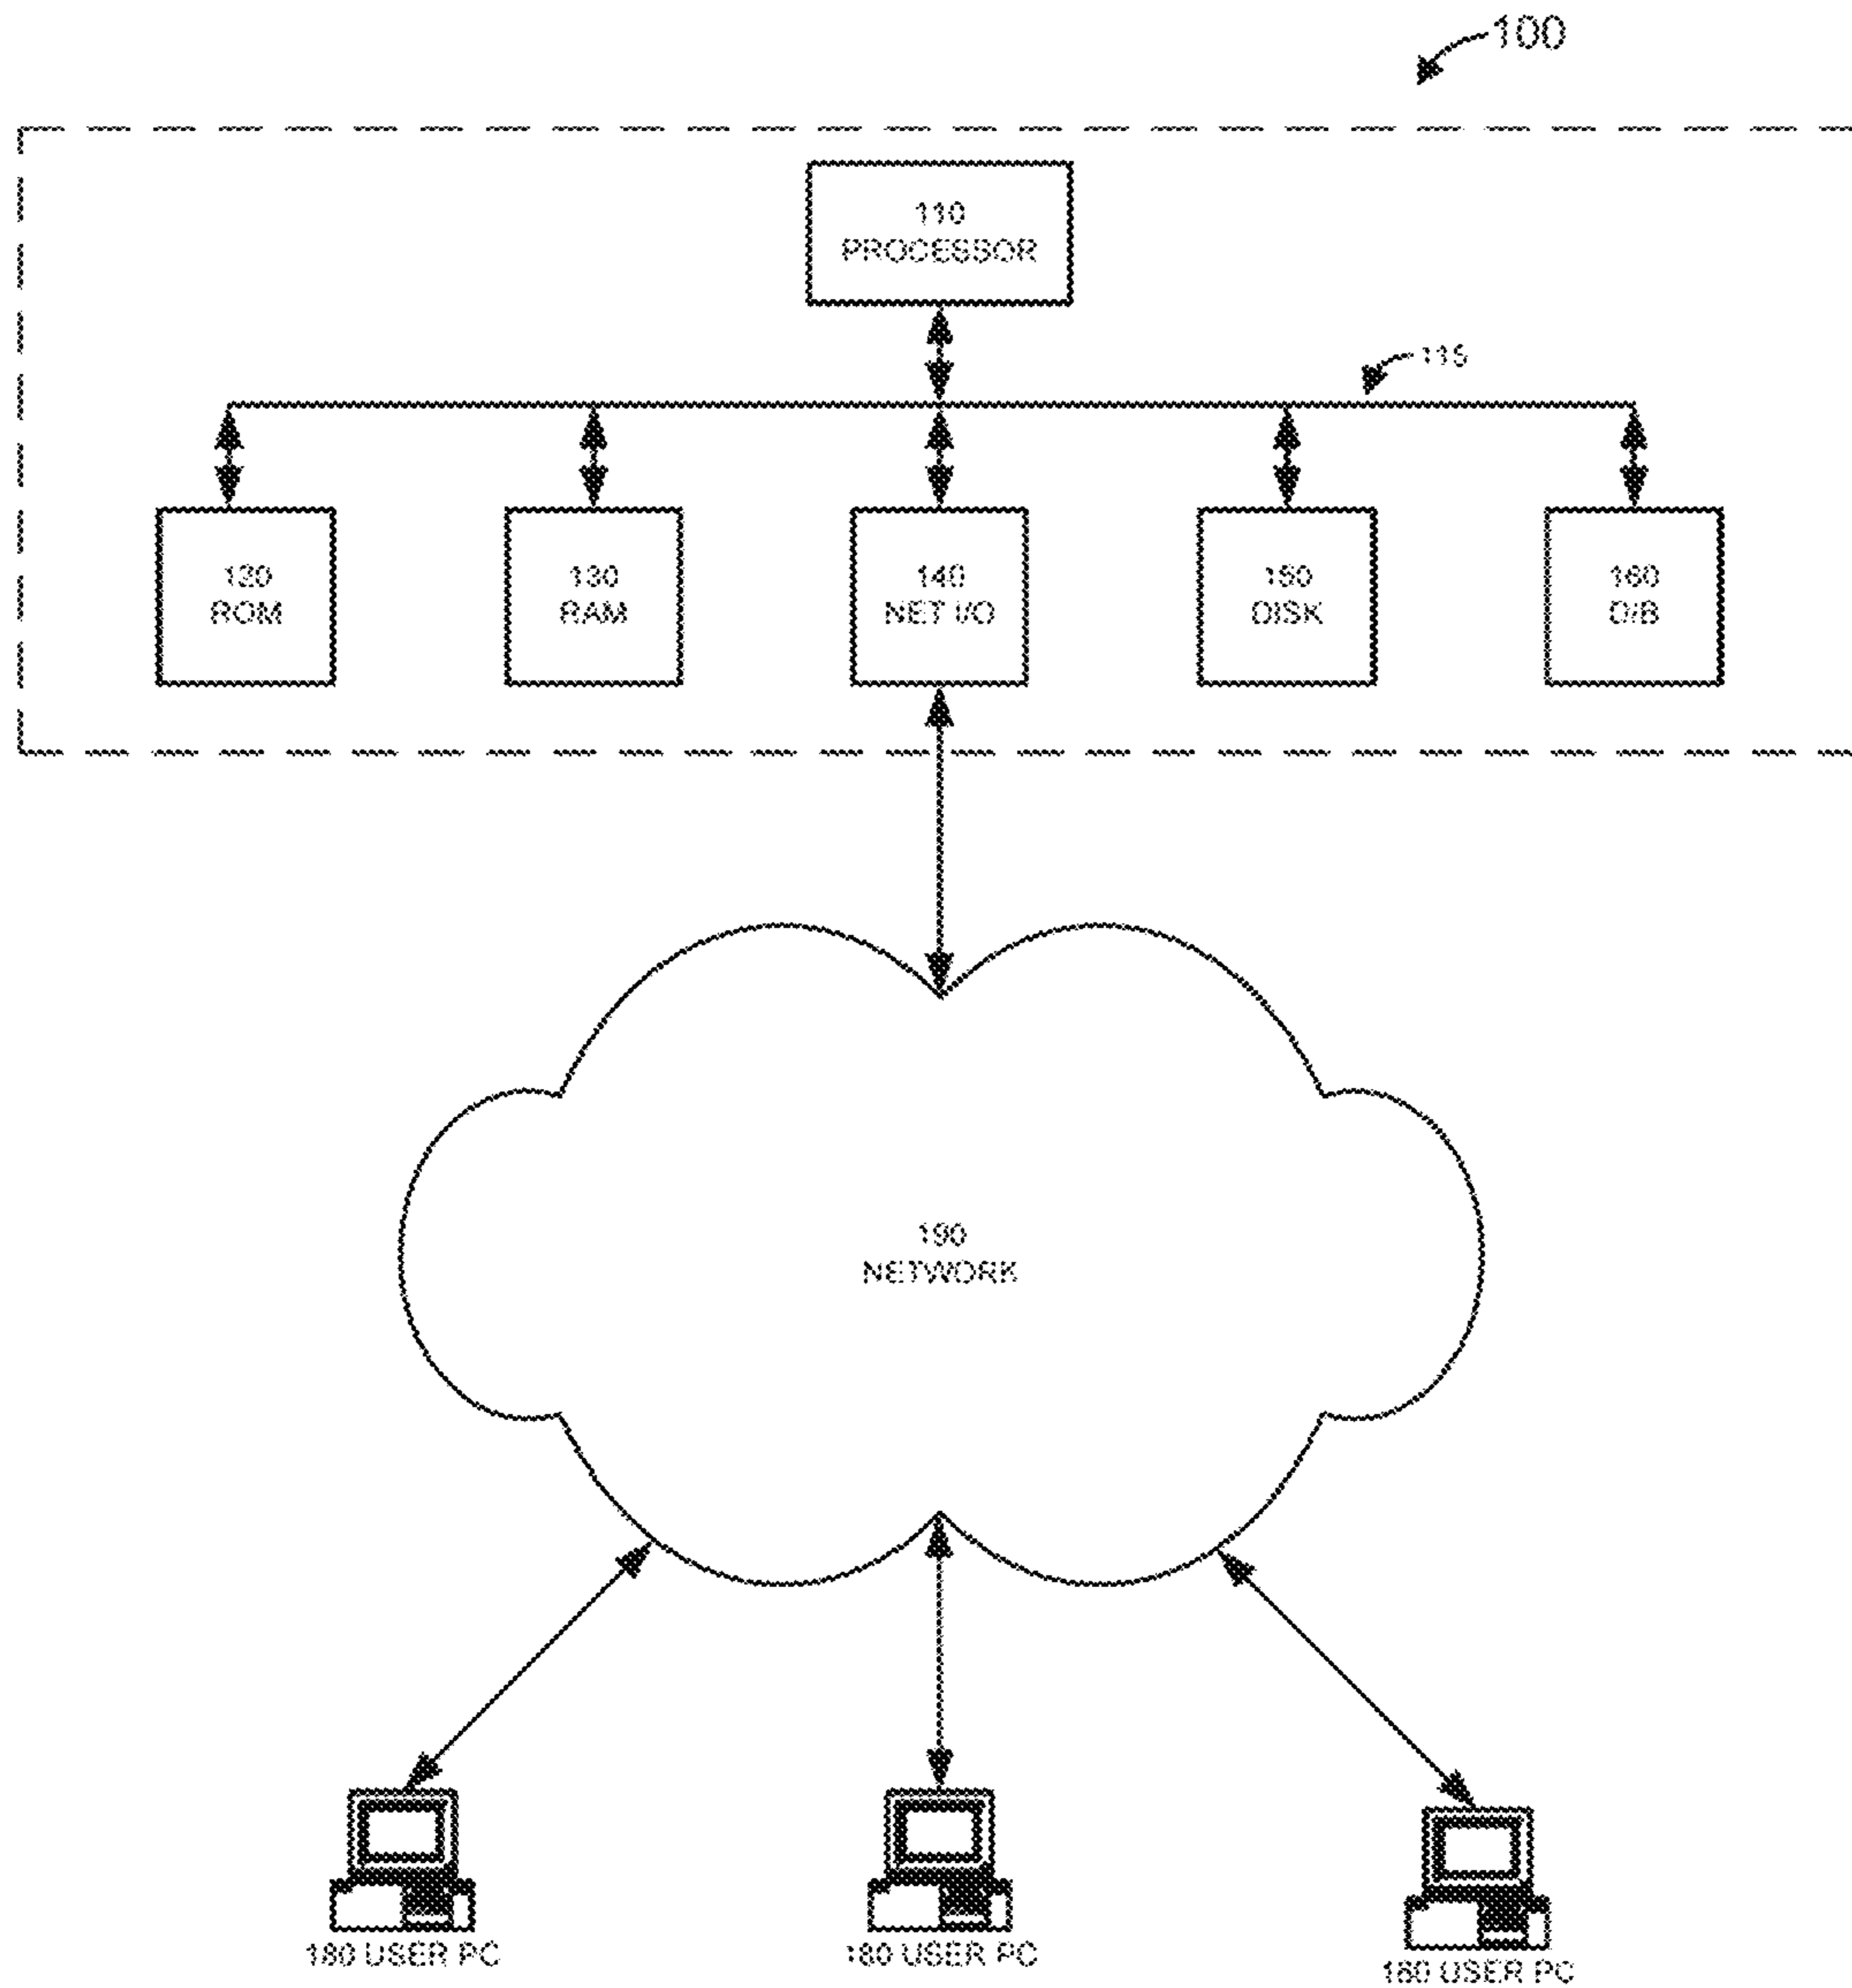 100
110
PROCESSOR
115
120
ROM
130
RAM
140
NET I/O
150
DISK
160
D/B
190
NETWORK
180 USER PC
180 USER PC
180 USER PC